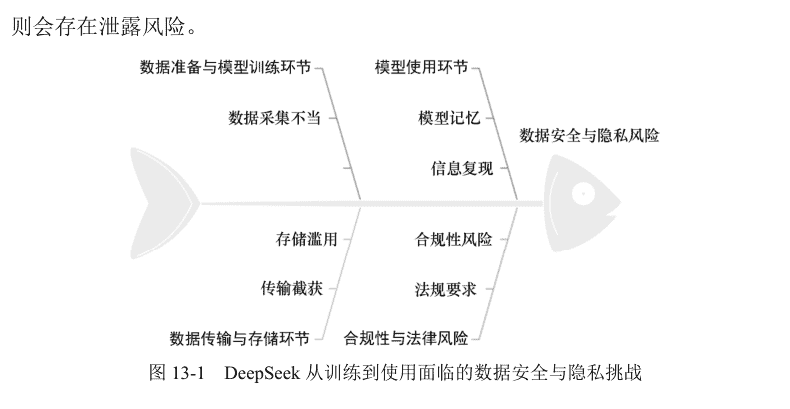 则会存在泄露风险。
数据准备与模型训练环节
模型使用环节
数据采集不当
模型记忆
数据安全与隐私风险
信息复现
存储滥用
合规性风险
传输截获
法规要求
数据传输与存储环节
合规性与法律风险
图 13-1 DeepSeek 从训练到使用面临的数据安全与隐私挑战